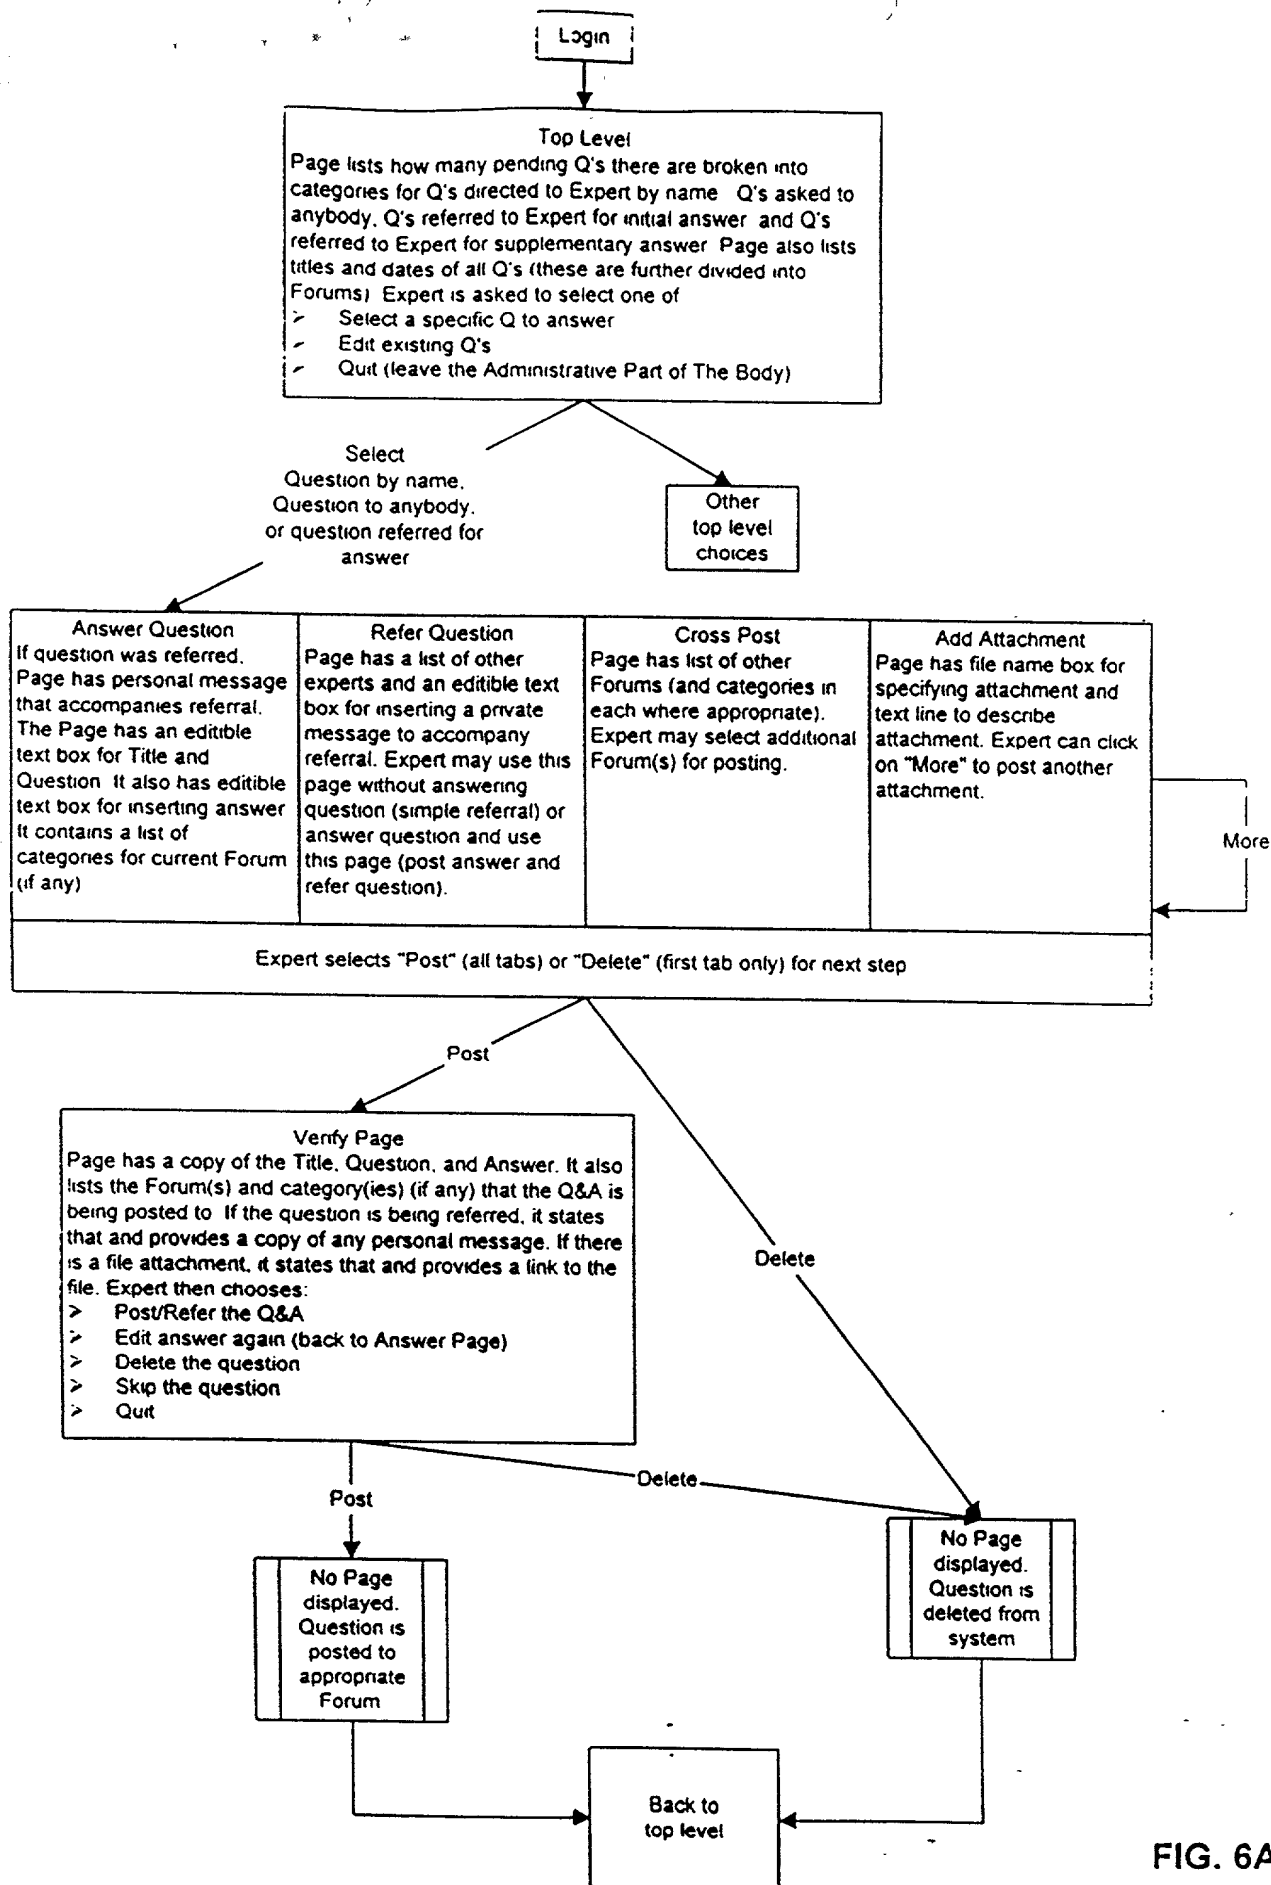 Login
Top Level
Page lists how many pending Q's there are broken into
categories for Q's directed to Expert by name Q's asked to
anybody, Q's referred to Expert for initial answer and Q's
referred to Expert for supplementary answer Page also lists
titles and dates of all Q's (these are further divided into
Forums) Expert is asked to select one of
➢ Select a specific Q to answer
➢ Edit existing Q's
➢ Quit (leave the Administrative Part of The Body)
Select
Question by name,
Question to anybody,
or question referred for
answer
Other
top level
choices
Answer Question
If question was referred,
Page has personal message
that accompanies referral.
The Page has an editible
text box for Title and
Question It also has editible
text box for inserting answer
It contains a list of
categories for current Forum
(if any)
Refer Question
Page has a list of other
experts and an editible text
box for inserting a private
message to accompany
referral. Expert may use this
page without answering
question (simple referral) or
answer question and use
this page (post answer and
refer question).
Cross Post
Page has list of other
Forums (and categories in
each where appropriate).
Expert may select additional
Forum(s) for posting.
Add Attachment
Page has file name box for
specifying attachment and
text line to describe
attachment. Expert can click
on "More" to post another
attachment.
More
Expert selects "Post" (all tabs) or "Delete" (first tab only) for next step
Post
Verify Page
Page has a copy of the Title, Question, and Answer. It also
lists the Forum(s) and category(ies) (if any) that the Q&A is
being posted to If the question is being referred, it states
that and provides a copy of any personal message. If there
is a file attachment, it states that and provides a link to the
file. Expert then chooses:
➢ Post/Refer the Q&A
➢ Edit answer again (back to Answer Page)
➢ Delete the question
➢ Skip the question
➢ Quit
Delete
Delete
Post
No Page
displayed.
Question is
posted to
appropriate
Forum
No Page
displayed.
Question is
deleted from
system
Back to
top level
FIG. 6A